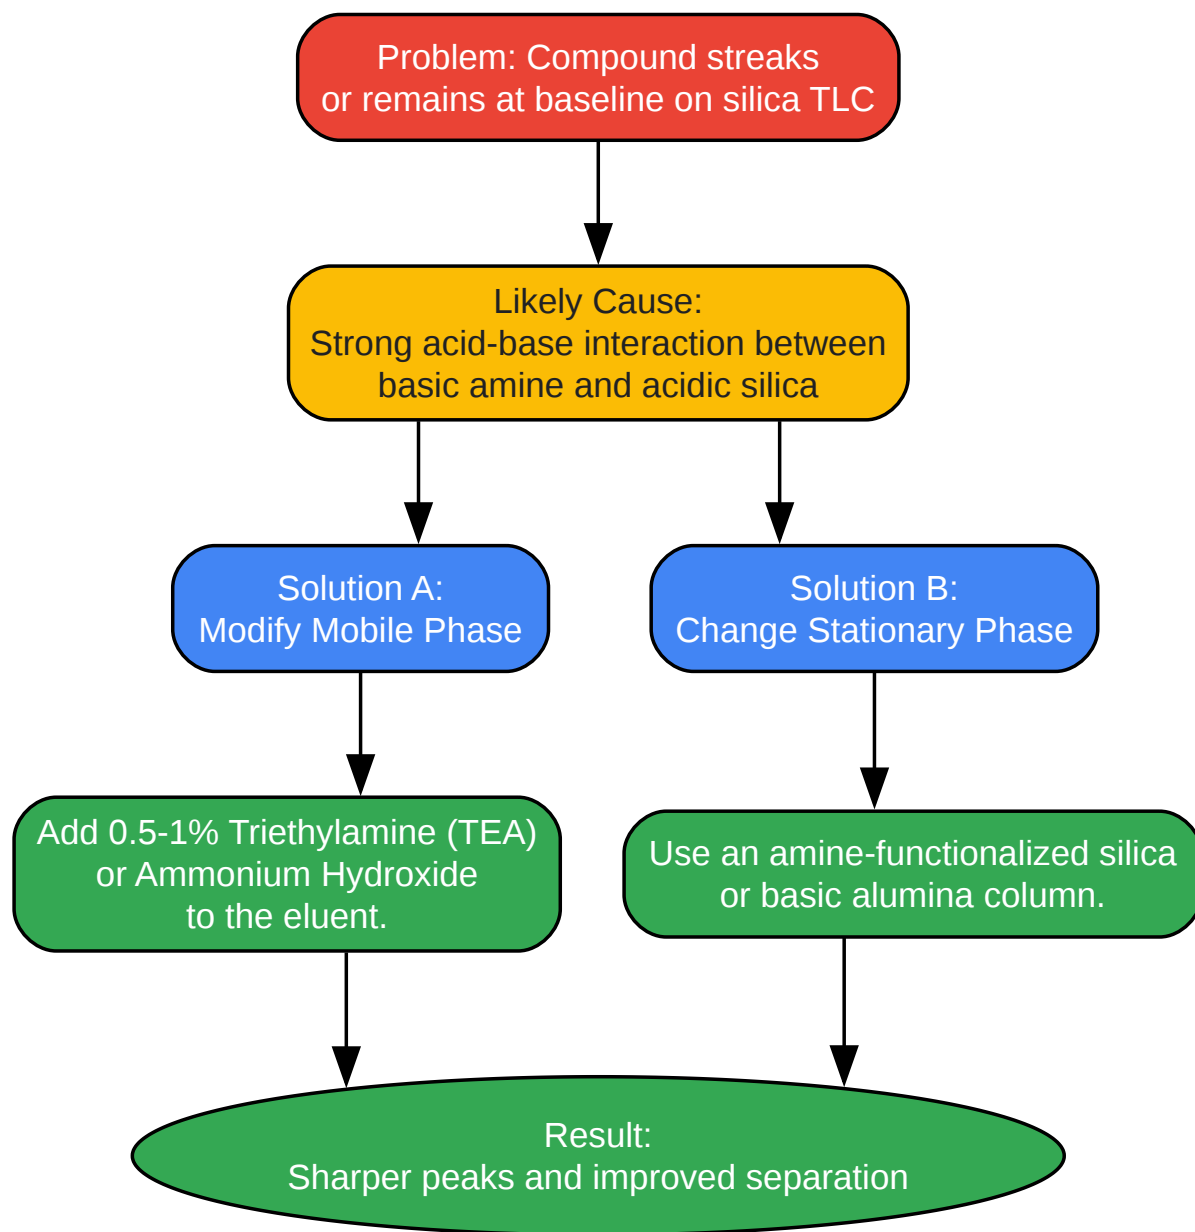 Problem: Compound streaks
or remains at baseline on silica TLC
Likely Cause:
Strong acid-base interaction between
basic amine and acidic silica
Solution A:
Modify Mobile Phase
Solution B:
Change Stationary Phase
Add 0.5-1% Triethylamine (TEA)
or Ammonium Hydroxide
to the eluent.
Use an amine-functionalized silica
or basic alumina column.
Result:
Sharper peaks and improved separation